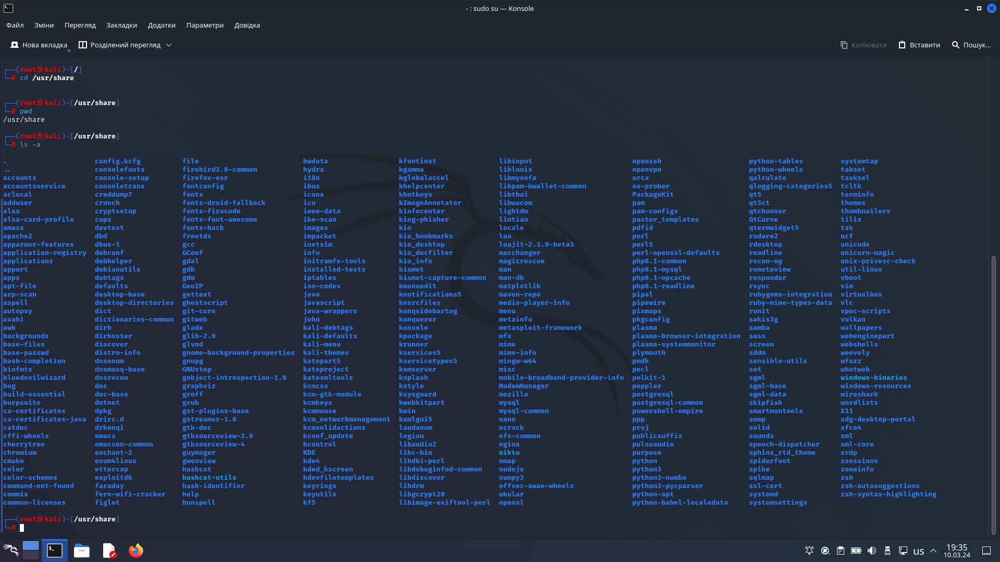 - : sudo su — Konsole
Файл Зміни Перегляд Закладки Додатки Параметри Довідка
Нова вкладка Розділений перегляд Копіювати Вставити Пошук...
┌──(root㉿kali)-[/]
└─# cd /usr/share
┌──(root㉿kali)-[/usr/share]
└─# pwd
/usr/share
┌──(root㉿kali)-[/usr/share]
└─# ls -a
. config.kcfg file hwdata kfontinst libinput openssh python-tables systemtap
.. consolefonts firebird3.0-common hydra kgamma liblouis openvpn python-wheels tabset
accounts console-setup firefox-esr i18n kglobalaccel libmysofa orca qalculate tasksel
accountsservice consoletrans fontconfig ibus khelpcenter libpam-kwallet-common os-prober qlogging-categories5 tcltk
aclocal creddump7 fonts icons khotkeys libthai PackageKit qt5 terminfo
adduser crunch fonts-droid-fallback icu kImageAnnotator libwacom pam qt5ct themes
alsa cryptsetup fonts-firacode ieee-data kinfocenter lightdm pam-configs qtchooser thumbnailers
alsa-card-profile cups fonts-font-awesome ike-scan king-phisher lintian paster_templates QtCurve tilix
amass davtest fonts-hack images kio locale pdfid qtermwidget5 tsk
apache2 dbd freetds impacket kio_bookmarks lua perl radare2 ucf
apparmor-features dbus-1 gcc inetsim kio_desktop luajit-2.1.0-beta3 perl5 rdesktop unicode
application-registry debconf GConf info kio_docfilter macchanger perl-openssl-defaults readline unicorn-magic
applications debhelper gdal initramfs-tools kio_info magicrescue php8.1-common recon-ng unix-privesc-check
apport debianutils gdb installed-tests kismet man php8.1-mysql remoteview util-linux
apps debtags gdm iptables kismet-capture-common man-db php8.1-opcache responder vboot
apt-file defaults GeoIP iso-codes kmenuedit matplotlib php8.1-readline rsync vim
arp-scan desktop-base gettext java knotifications5 maven-repo pipal rubygems-integration virtualbox
aspell desktop-directories ghostscript javascript knsrcfiles media-player-info pipewire ruby-mime-types-data vlc
autopsy dict git-core java-wrappers konqsidebartng menu pixmaps runit vpnc-scripts
avahi dictionaries-common gitweb john konqueror metainfo pkgconfig sakis3g vulkan
awk dirb glade kali-debtags konsole metasploit-framework plasma samba wallpapers
backgrounds dirbuster glib-2.0 kali-defaults kpackage mfx plasma-browser-integration sass webenginepart
base-files discover glvnd kali-menu krunner mime plasma-systemmonitor screen webshells
base-passwd distro-info gnome-background-properties kali-themes kservices5 mime-info plymouth sddm weevely
bash-completion dnsenum gnupg katepart5 kservicetypes5 mingw-w64 pmdk sensible-utils wfuzz
binfmts dnsmasq-base GNUstep kateproject ksmserver misc pocl set whatweb
bluedevilwizard dnsrecon gobject-introspection-1.0 katexmltools ksplash mobile-broadband-provider-info polkit-1 sgml windows-binaries
bug doc graphviz kcmcss kstyle ModemManager poppler sgml-base windows-resources
build-essential doc-base groff kcm-gtk-module ksysguard mozilla postgresql sgml-data wireshark
burpsuite dotnet grub kcmkeys kwebkitpart mysql postgresql-common skipfish wordlists
ca-certificates dpkg gst-plugins-base kcmmouse kwin mysql-common powershell-empire smartmontools X11
ca-certificates-java drirc.d gstreamer-1.0 kcm_networkmanagement kxmlgui5 nano ppp snmp xdg-desktop-portal
catdoc drkonqi gtk-doc kcmsolidactions laudanum ncrack proj solid xfce4
cffi-wheels emacs gtksourceview-3.0 kconf_update legion nfs-common publicsuffix sounds xml
cherrytree emacsen-common gtksourceview-4 kcontrol libaudio2 nginx pulseaudio speech-dispatcher xml-core
chromium enchant-2 guymager KDE libc-bin nikto purpose sphinx_rtd_theme xrdp
cmake enum4linux gwenview kde4 libdbi-perl nmap python spiderfoot xsessions
color ettercap hashcat kded_kscreen libdebuginfod-common nodejs python3 spike zoneinfo
color-schemes exploitdb hashcat-utils kdevfiletemplates libdiscover numpy3 python3-numba sqlmap zsh
command-not-found faraday hash-identifier keyrings libdrm offsec-awae-wheels python3-pycparser ssl-cert zsh-autosuggestions
commix fern-wifi-cracker help keyutils libgcrypt20 okular python-apt systemd zsh-syntax-highlighting
common-licenses figlet hunspell kf5 libimage-exiftool-perl openal python-babel-localedata systemsettings
┌──(root㉿kali)-[/usr/share]
└─#
us 19:35
10.03.24